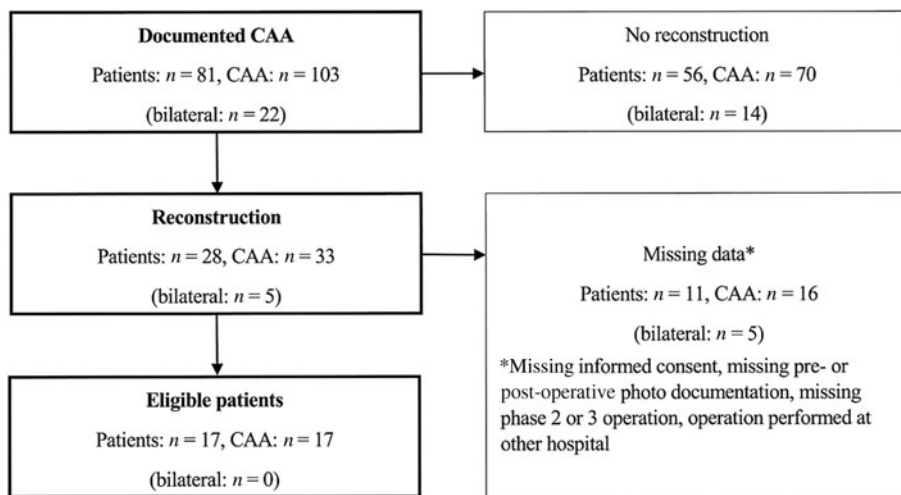 Documented CAA
Patients: n = 81, CAA: n = 103
(bilateral: n = 22)
No reconstruction
Patients: n = 56, CAA: n = 70
(bilateral: n = 14)
Reconstruction
Patients: n = 28, CAA: n = 33
(bilateral: n = 5)
Missing data*
Patients: n = 11, CAA: n = 16
(bilateral: n = 5)
*Missing informed consent, missing pre- or
post-operative photo documentation, missing
phase 2 or 3 operation, operation performed at
other hospital
Eligible patients
Patients: n = 17, CAA: n = 17
(bilateral: n = 0)